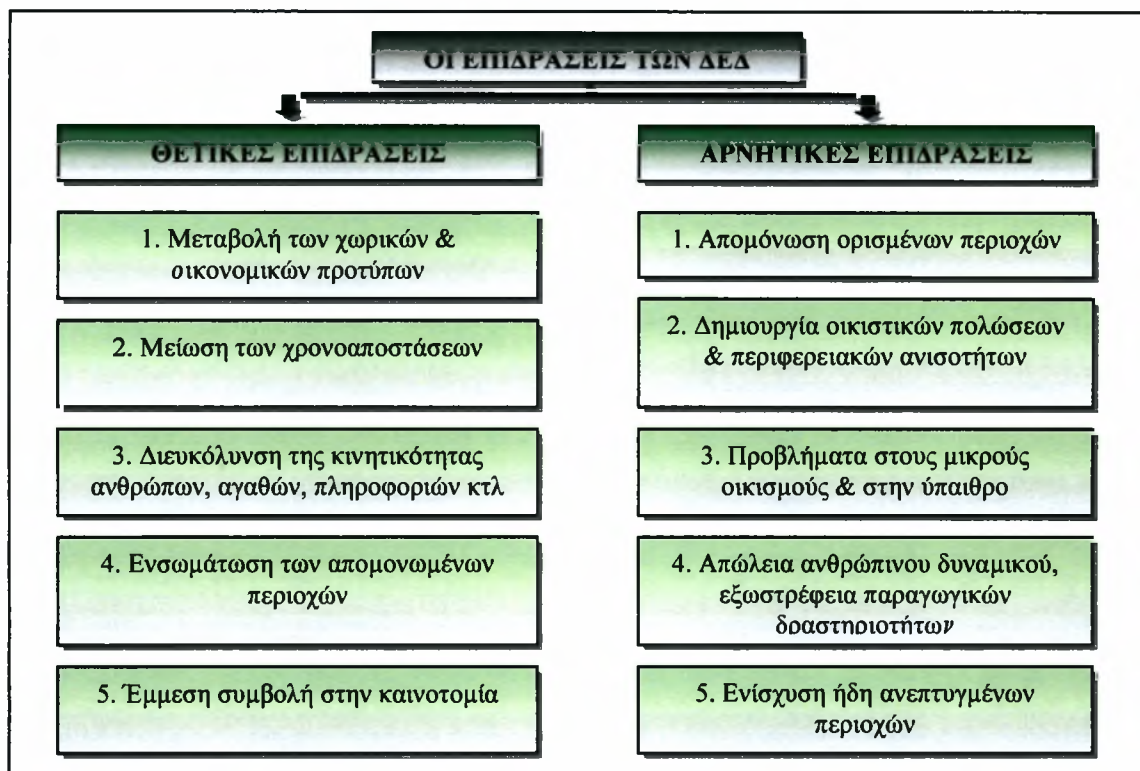 ΟΙ ΕΠΙΔΡΑΣΕΙΣ ΤΩΝ ΔΕΔ
ΘΕΤΙΚΕΣ ΕΠΙΔΡΑΣΕΙΣ
1. Μεταβολή των χωρικών &
οικονομικών προτύπων
2. Μείωση των χρονοαποστάσεων
3. Διευκόλυνση της κινητικότητας
ανθρώπων, αγαθών, πληροφοριών κτλ
4. Ενσωμάτωση των απομονωμένων
περιοχών
5. Έμμεση συμβολή στην καινοτομία
ΑΡΝΗΤΙΚΕΣ ΕΠΙΔΡΑΣΕΙΣ
1. Απομόνωση ορισμένων περιοχών
2. Δημιουργία οικιστικών πολώσεων
& περιφερειακών ανισοτήτων
3. Προβλήματα στους μικρούς
οικισμούς & στην ύπαιθρο
4. Απώλεια ανθρώπινου δυναμικού,
εξωστρέφεια παραγωγικών
δραστηριοτήτων
5. Ενίσχυση ήδη ανεπτυγμένων
περιοχών